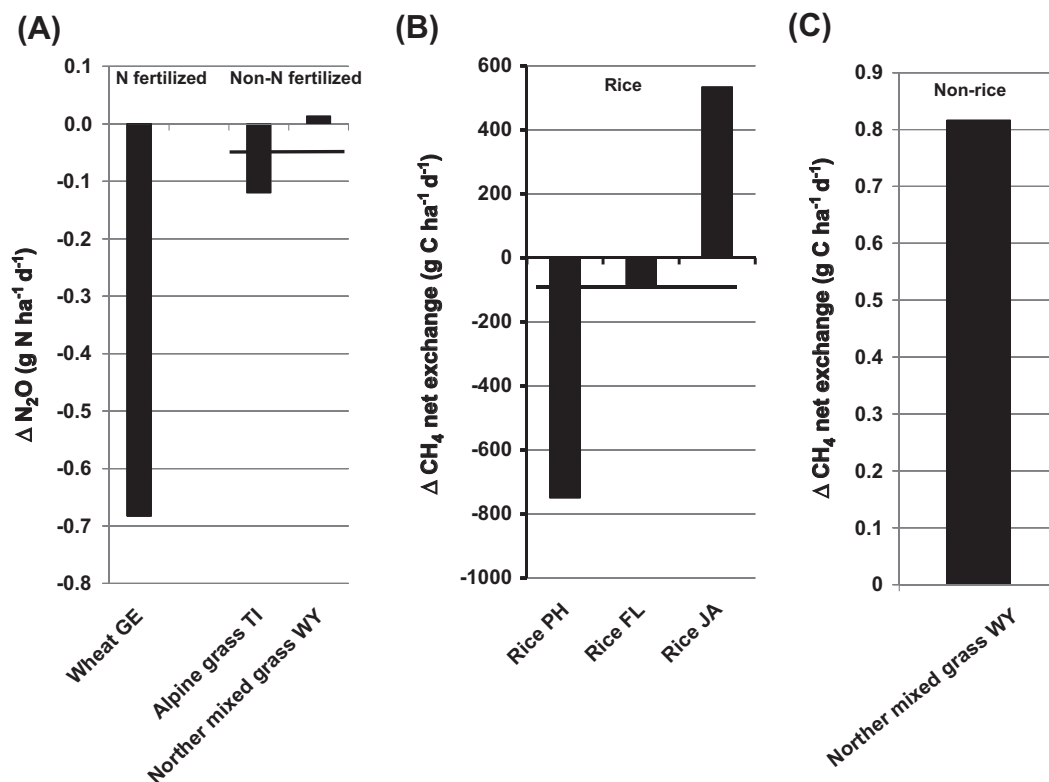 (A)
N fertilized Non-N fertilized
0.1
0.0
-0.1
-0.2
-0.3
-0.4
-0.5
-0.6
-0.7
-0.8
Δ N₂O (g N ha⁻¹ d⁻¹)
Wheat GE
Alpine grass TI
Norther mixed grass WY
(B)
Rice
600
400
200
0
-200
-400
-600
-800
-1000
Δ CH₄ net exchange (g C ha⁻¹ d⁻¹)
Rice PH
Rice FL
Rice JA
(C)
Non-rice
0.9
0.8
0.7
0.6
0.5
0.4
0.3
0.2
0.1
0
Δ CH₄ net exchange (g C ha⁻¹ d⁻¹)
Norther mixed grass WY